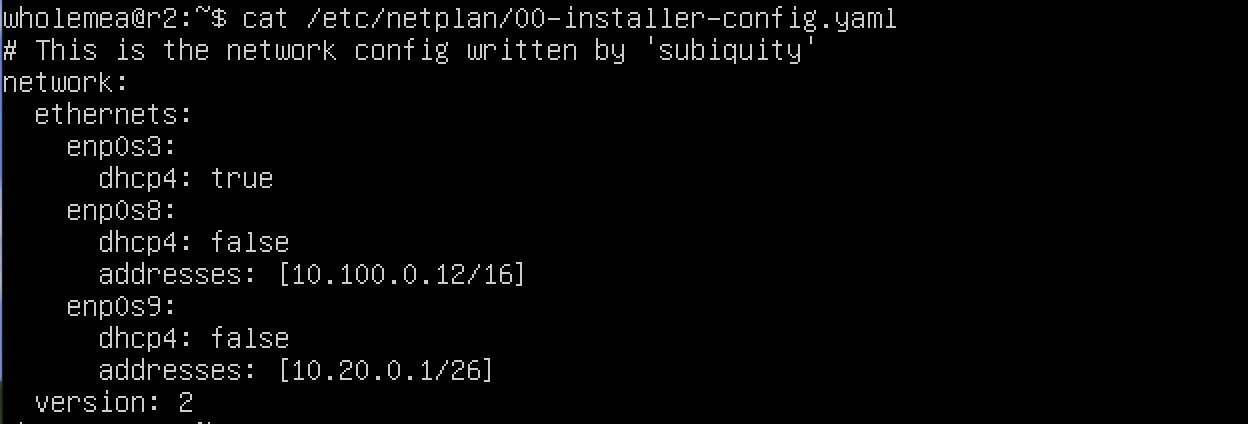 wholemea@r2:~$ cat /etc/netplan/00-installer-config.yaml
# This is the network config written by 'subiquity'
network:
  ethernets:
    enp0s3:
      dhcp4: true
    enp0s8:
      dhcp4: false
      addresses: [10.100.0.12/16]
    enp0s9:
      dhcp4: false
      addresses: [10.20.0.1/26]
  version: 2